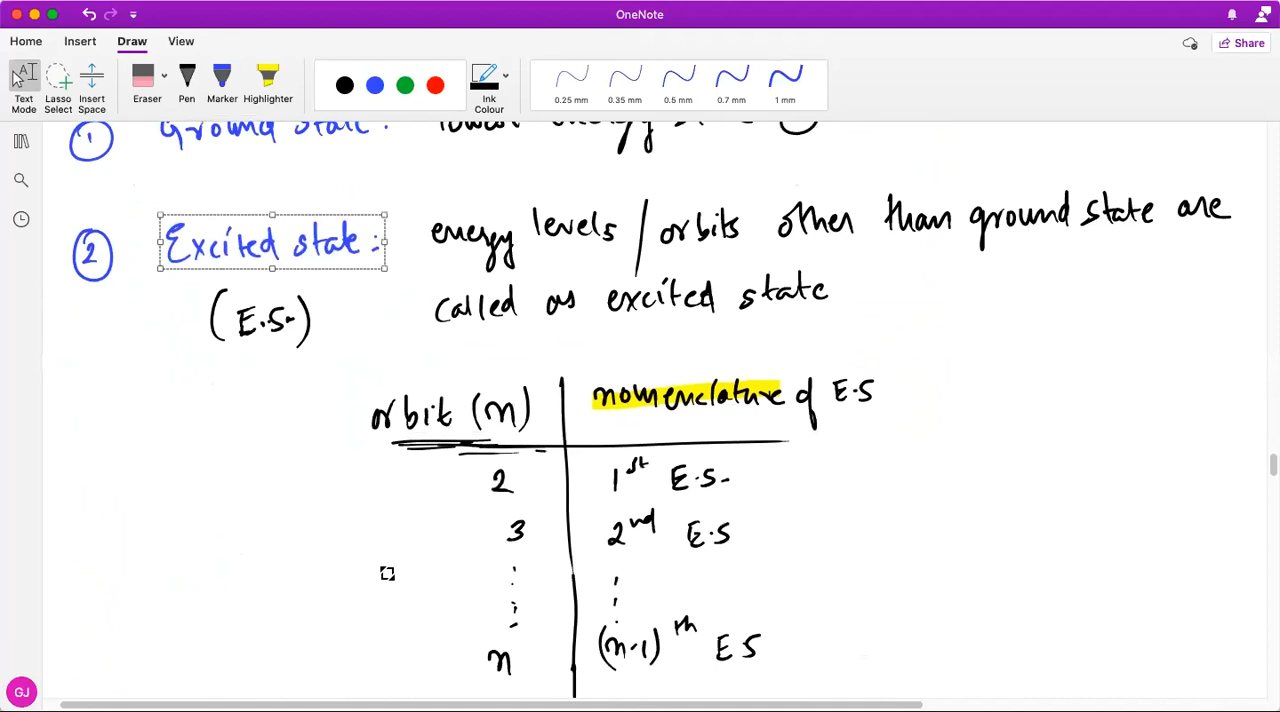 OneNote
Home Insert Draw View
Share
Text Mode
Lasso Select
Insert Space
Eraser
Pen
Marker
Highlighter
Ink Colour
0.25 mm 0.35 mm 0.5 mm 0.7 mm 1 mm
1 Ground state: lowest energy
2 Excited state: energy levels / orbits other than ground state are
(E.S.) called as excited state
orbit (n) nomenclature of E.S
2 1st E.S.
3 2nd E.S
n (n-1)th E S
GJ